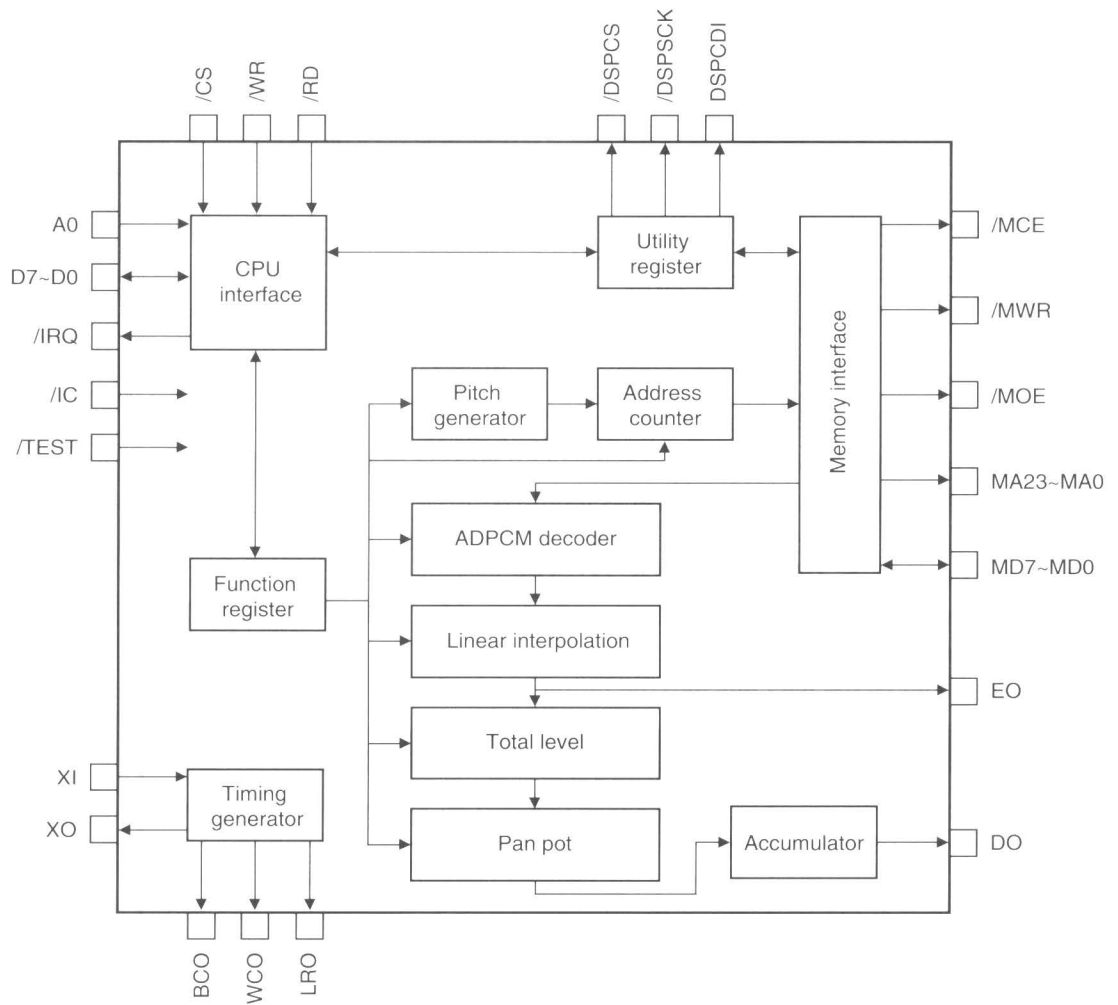 /CS
/WR
/RD
/DSPCS
/DSPSCK
DSPCDI
A0
D7~D0
/IRQ
/IC
/TEST
CPU
interface
Utility
register
Memory interface
/MCE
/MWR
/MOE
MA23~MA0
MD7~MD0
Pitch
generator
Address
counter
ADPCM decoder
Function
register
Linear interpolation
EO
Total level
XI
XO
Timing
generator
Pan pot
Accumulator
DO
BCO
WCO
LRO